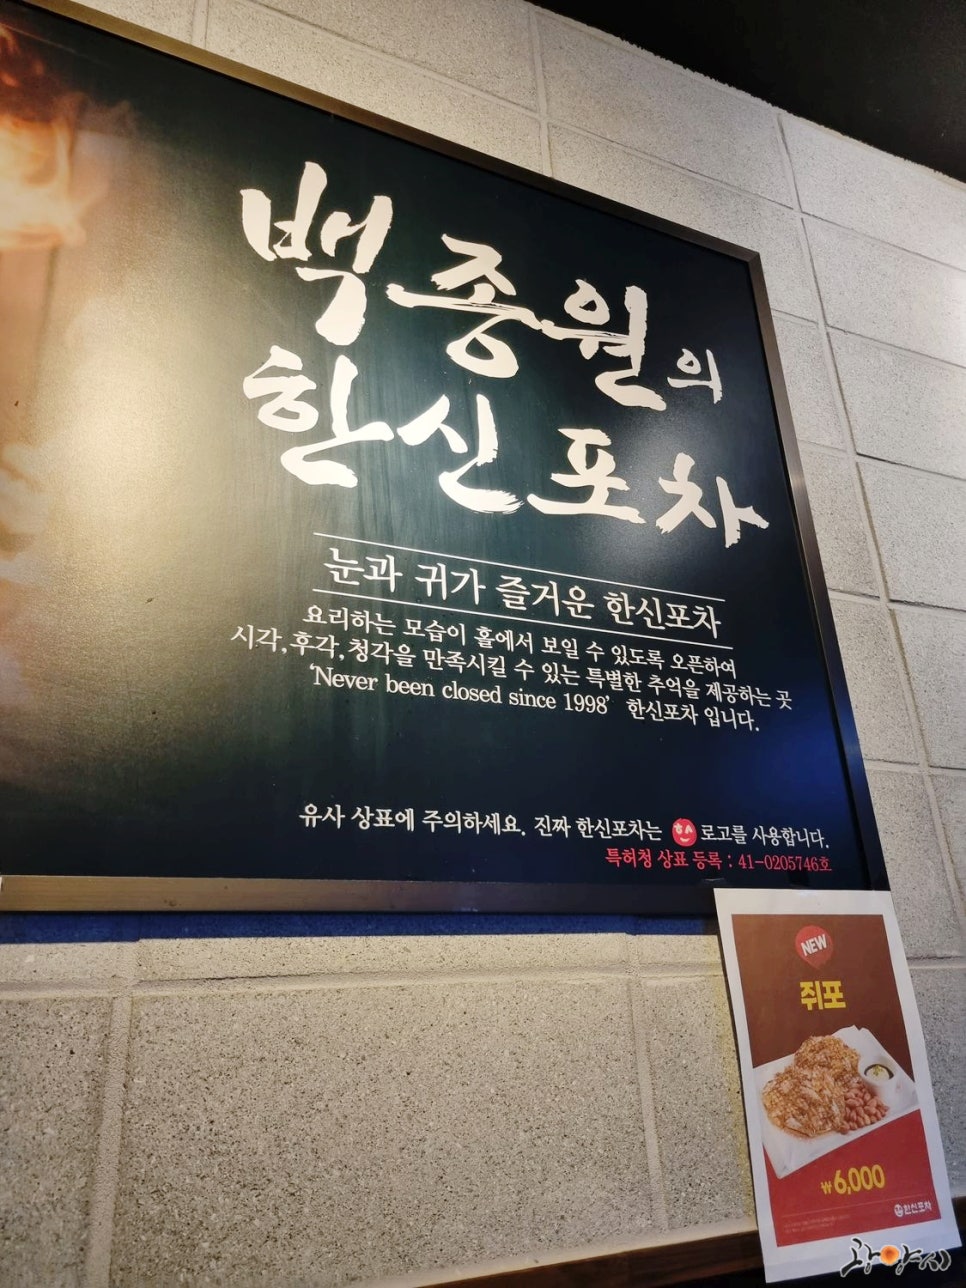 백종원의
한신포차
눈과 귀가 즐거운 한신포차
요리하는 모습이 홀에서 보일 수 있도록 오픈하여
시각, 후각, 청각을 만족시킬 수 있는 특별한 추억을 제공하는 곳
'Never been closed since 1998' 한신포차 입니다.
유사 상표에 주의하세요. 진짜 한신포차는 한신 로고를 사용합니다.
특허청 상표 등록 : 41-0205746호
NEW
쥐포
₩6,000
한신포차